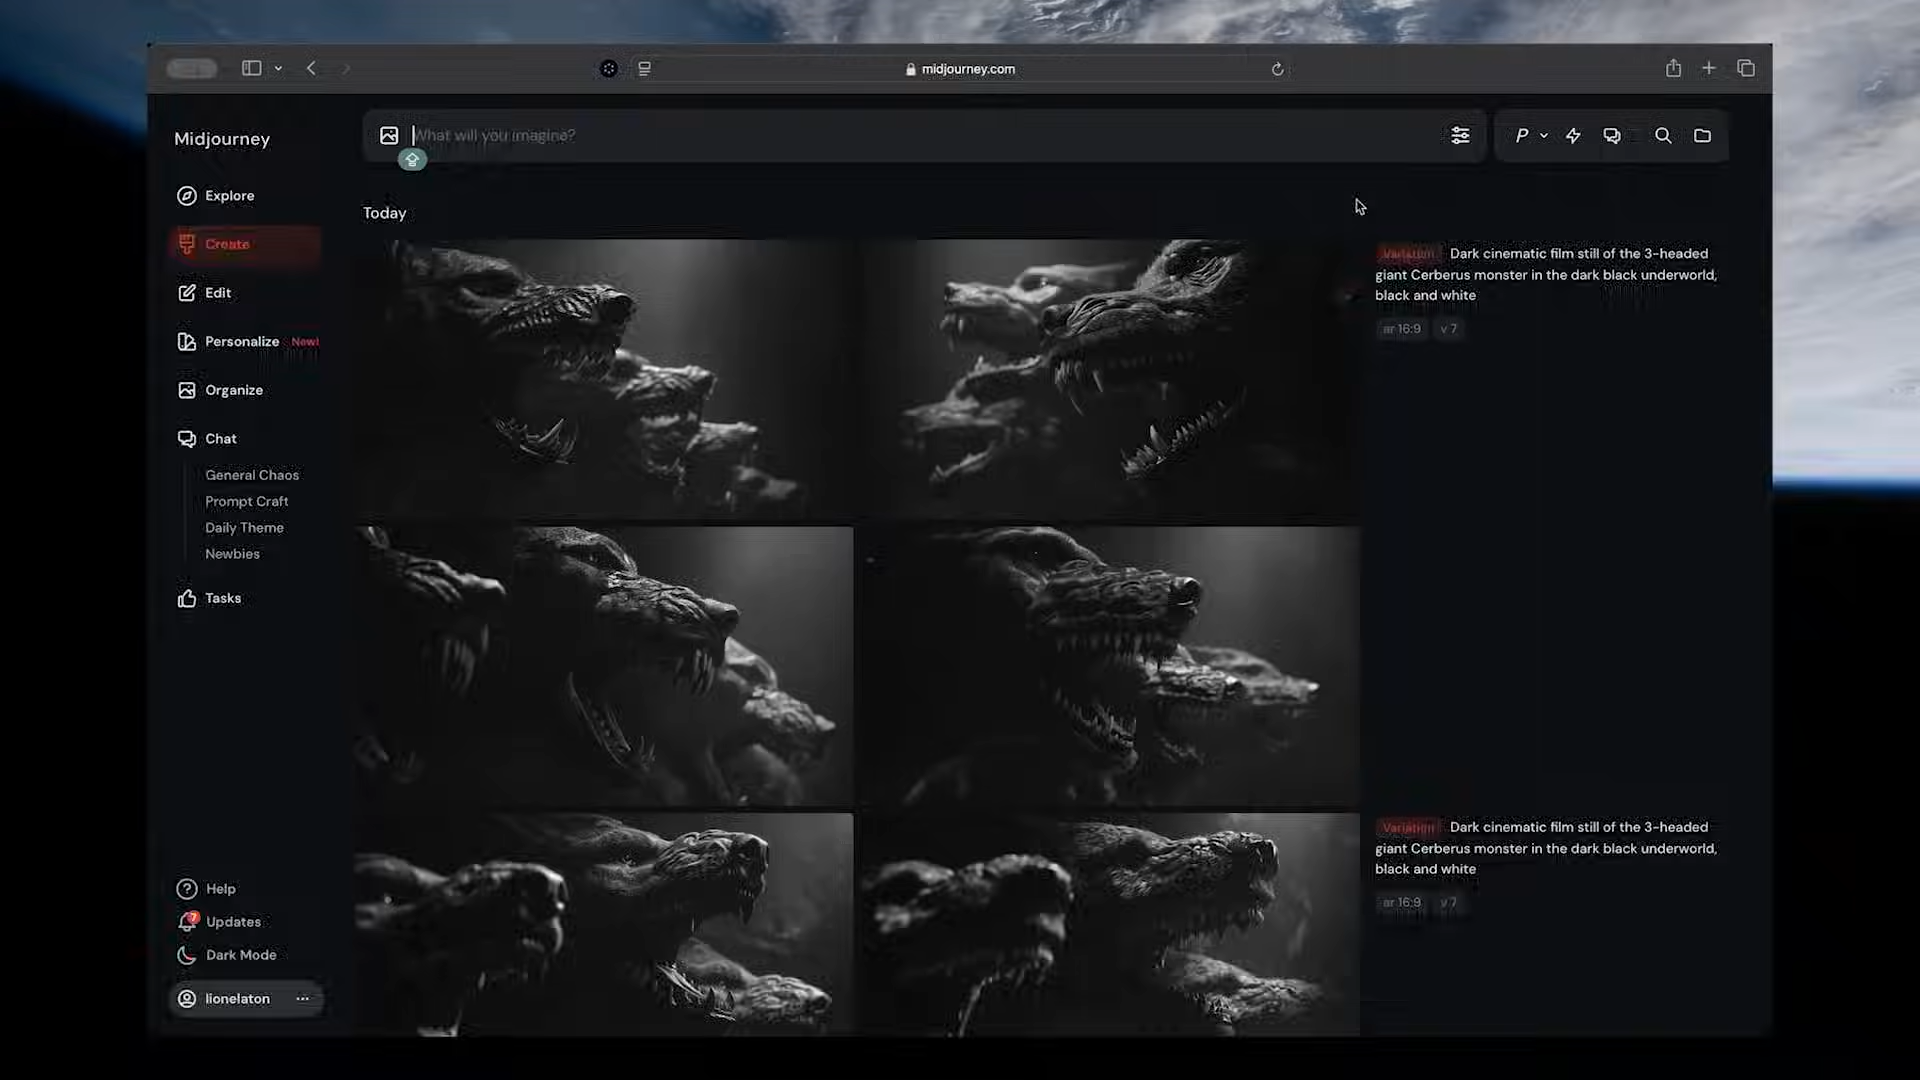 midjourney.com
Midjourney
What will you imagine?
P
Explore
Create
Edit
Personalize New!
Organize
Chat
General Chaos
Prompt Craft
Daily Theme
Newbies
Tasks
Help
7
Updates
Dark Mode
lionelaton
Today
Variation Dark cinematic film still of the 3-headed
giant Cerberus monster in the dark black underworld,
black and white
ar 16:9 v 7
Variation Dark cinematic film still of the 3-headed
giant Cerberus monster in the dark black underworld,
black and white
ar 16:9 v 7